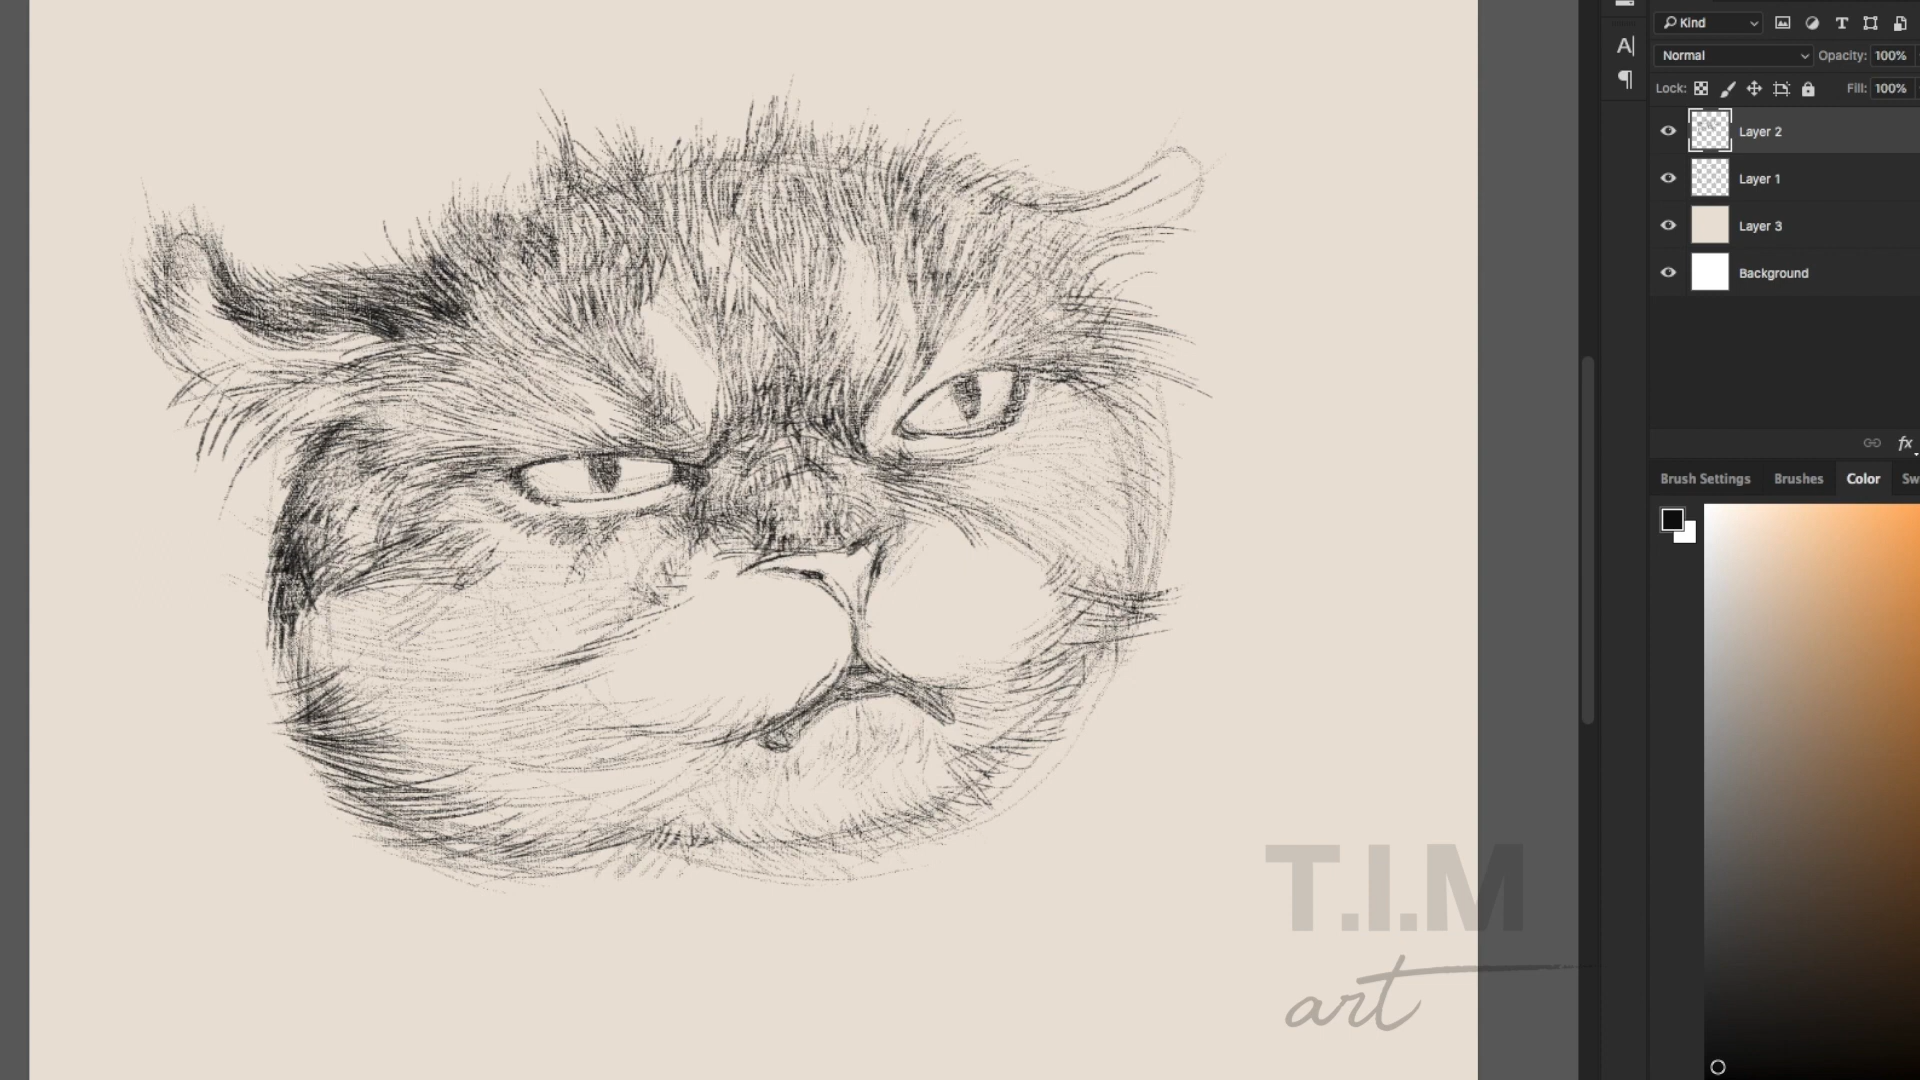 Kind
Normal
Opacity: 100%
Lock:
Fill: 100%
Layer 2
Layer 1
Layer 3
Background
fx
Brush Settings
Brushes
Color
Sw
T.I.M
art